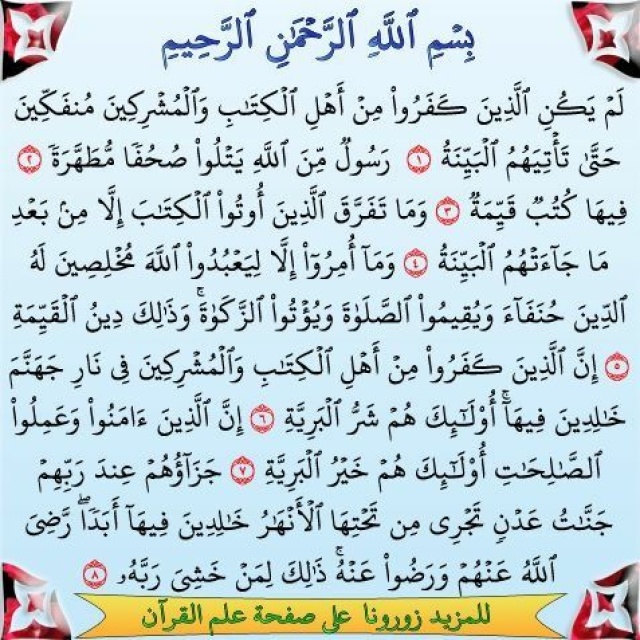 بِسْمِ ٱللَّهِ ٱلرَّحْمَٰنِ ٱلرَّحِيمِ
لَمْ يَكُنِ ٱلَّذِينَ كَفَرُوا۟ مِنْ أَهْلِ ٱلْكِتَٰبِ وَٱلْمُشْرِكِينَ مُنفَكِّينَ
حَتَّىٰ تَأْتِيَهُمُ ٱلْبَيِّنَةُ ١ رَسُولٌ مِّنَ ٱللَّهِ يَتْلُوا۟ صُحُفًا مُّطَهَّرَةً ٢
فِيهَا كُتُبٌ قَيِّمَةٌ ٣ وَمَا تَفَرَّقَ ٱلَّذِينَ أُوتُوا۟ ٱلْكِتَٰبَ إِلَّا مِنۢ بَعْدِ
مَا جَآءَتْهُمُ ٱلْبَيِّنَةُ ٤ وَمَآ أُمِرُوٓا۟ إِلَّا لِيَعْبُدُوا۟ ٱللَّهَ مُخْلِصِينَ لَهُ
ٱلدِّينَ حُنَفَآءَ وَيُقِيمُوا۟ ٱلصَّلَوٰةَ وَيُؤْتُوا۟ ٱلزَّكَوٰةَ ۚ وَذَٰلِكَ دِينُ ٱلْقَيِّمَةِ
٥ إِنَّ ٱلَّذِينَ كَفَرُوا۟ مِنْ أَهْلِ ٱلْكِتَٰبِ وَٱلْمُشْرِكِينَ فِى نَارِ جَهَنَّمَ
خَٰلِدِينَ فِيهَآ ۚ أُو۟لَٰٓئِكَ هُمْ شَرُّ ٱلْبَرِيَّةِ ٦ إِنَّ ٱلَّذِينَ ءَامَنُوا۟ وَعَمِلُوا۟
ٱلصَّٰلِحَٰتِ أُو۟لَٰٓئِكَ هُمْ خَيْرُ ٱلْبَرِيَّةِ ٧ جَزَآؤُهُمْ عِندَ رَبِّهِمْ
جَنَّٰتُ عَدْنٍ تَجْرِى مِن تَحْتِهَا ٱلْأَنْهَٰرُ خَٰلِدِينَ فِيهَآ أَبَدًا ۖ رَّضِىَ
ٱللَّهُ عَنْهُمْ وَرَضُوا۟ عَنْهُ ۚ ذَٰلِكَ لِمَنْ خَشِىَ رَبَّهُۥ ٨
للمزيد زورونا على صفحة علم القرآن